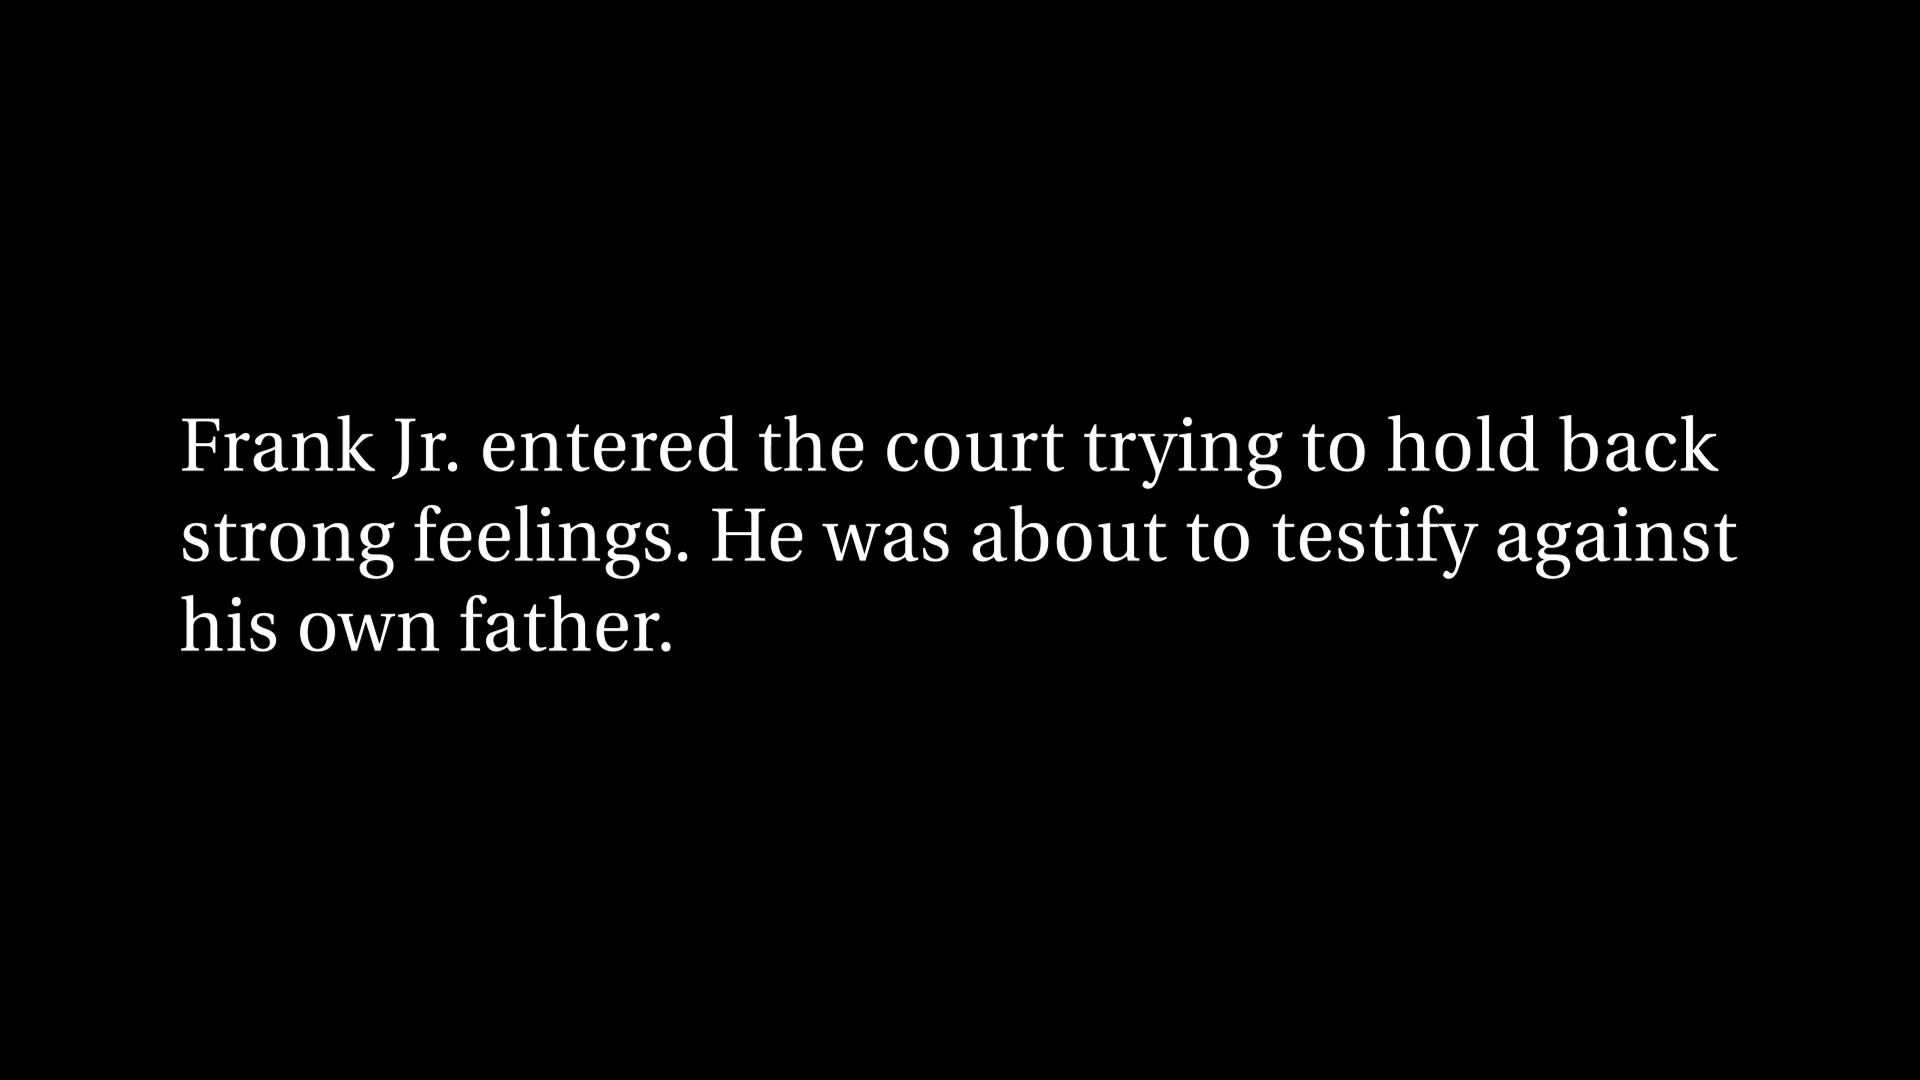 Frank Jr. entered the court trying to hold back
strong feelings. He was about to testify against
his own father.